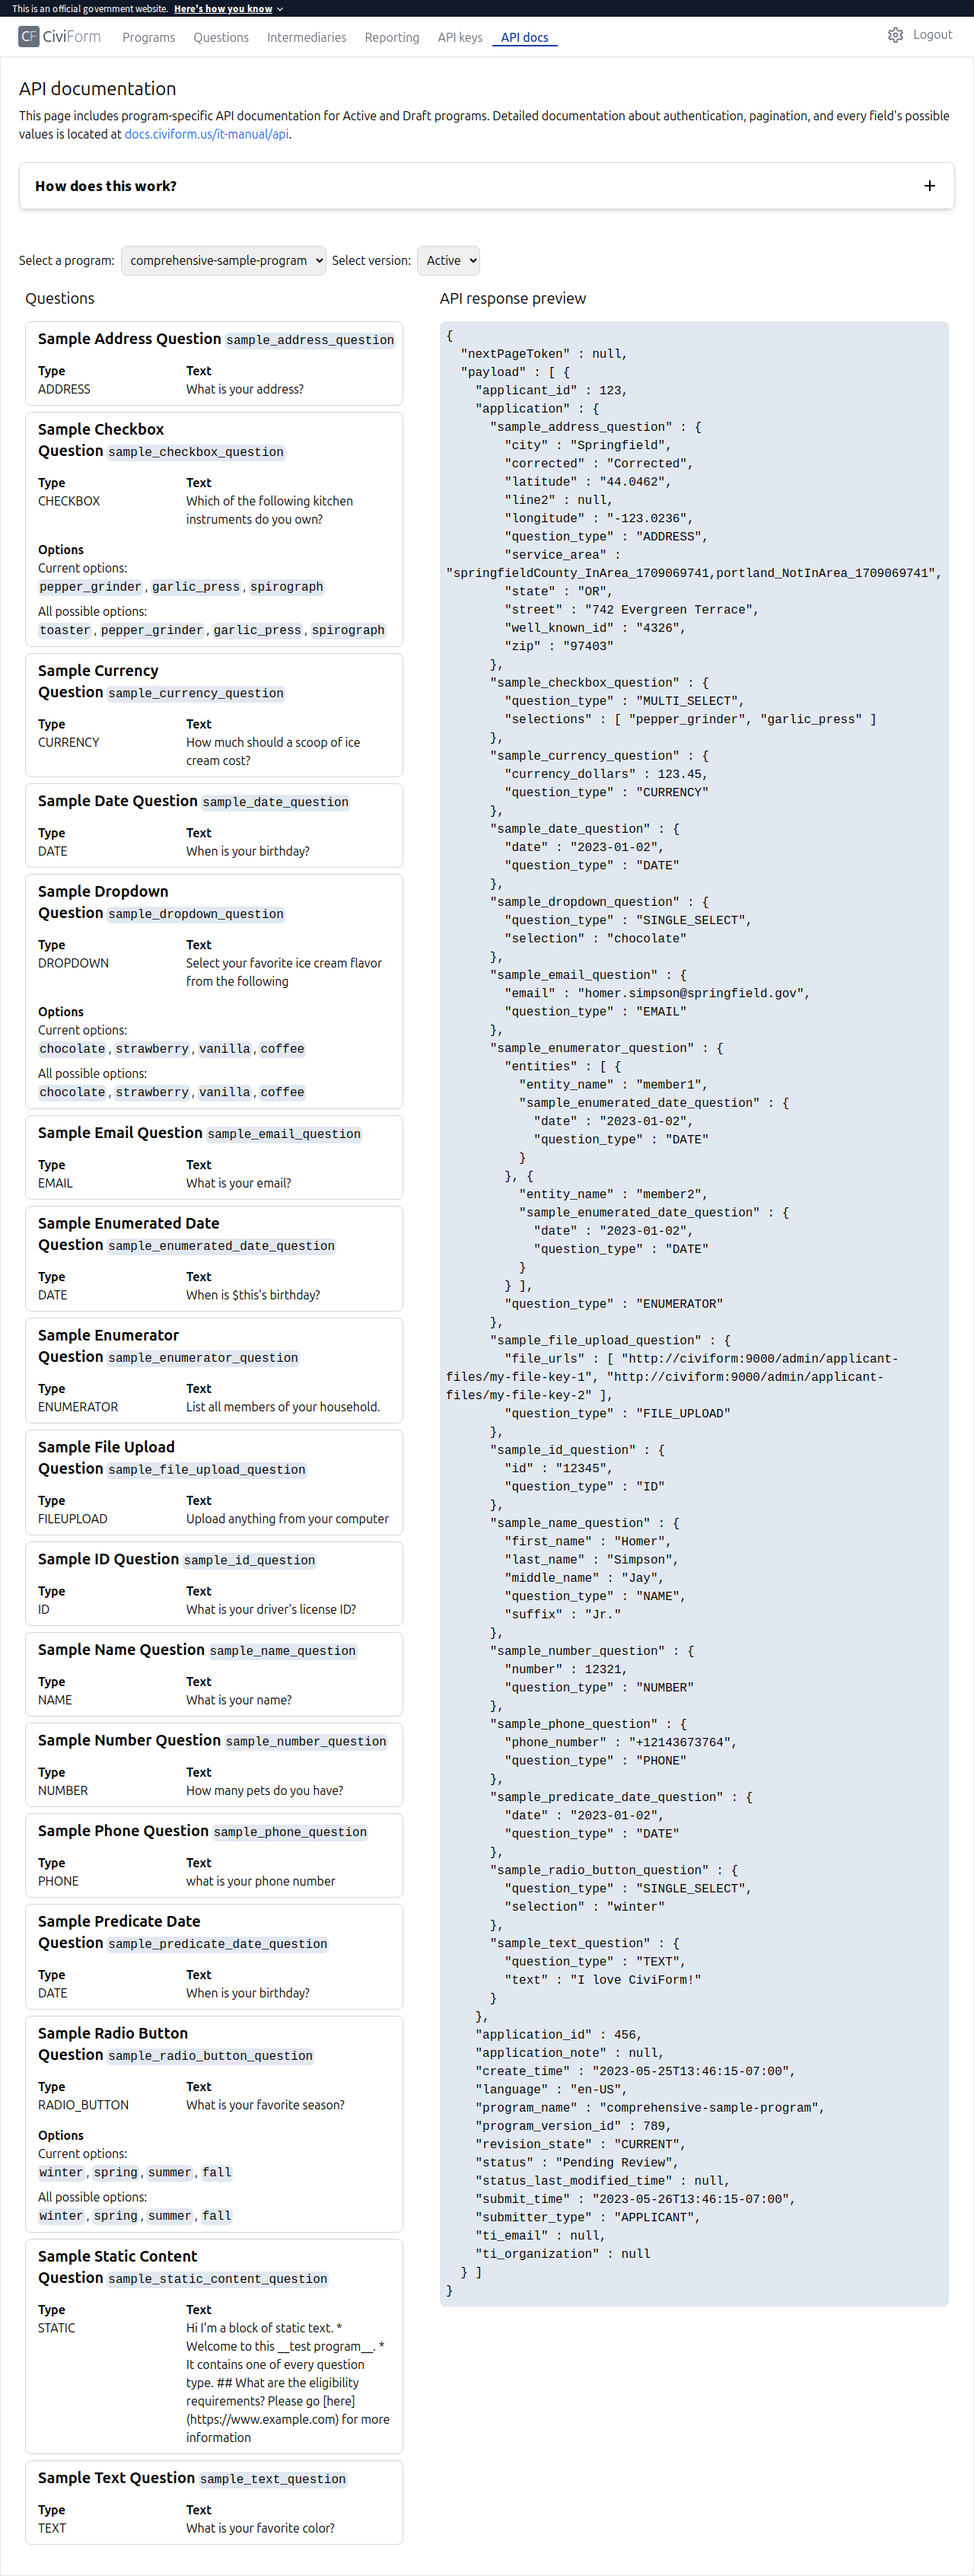 This is an official government website. Here's how you know
CF CiviForm Programs Questions Intermediaries Reporting API keys API docs Logout
API documentation
This page includes program-specific API documentation for Active and Draft programs. Detailed documentation about authentication, pagination, and every field's possible
values is located at docs.civiform.us/it-manual/api.
How does this work?
Select a program: comprehensive-sample-program Select version: Active
Questions
Sample Address Question sample_address_question
Type Text
ADDRESS What is your address?
Sample Checkbox
Question sample_checkbox_question
Type Text
CHECKBOX Which of the following kitchen
instruments do you own?
Options
Current options:
pepper_grinder, garlic_press, spirograph
All possible options:
toaster, pepper_grinder, garlic_press, spirograph
Sample Currency
Question sample_currency_question
Type Text
CURRENCY How much should a scoop of ice
cream cost?
Sample Date Question sample_date_question
Type Text
DATE When is your birthday?
Sample Dropdown
Question sample_dropdown_question
Type Text
DROPDOWN Select your favorite ice cream flavor
from the following
Options
Current options:
chocolate, strawberry, vanilla, coffee
All possible options:
chocolate, strawberry, vanilla, coffee
Sample Email Question sample_email_question
Type Text
EMAIL What is your email?
Sample Enumerated Date
Question sample_enumerated_date_question
Type Text
DATE When is $this's birthday?
Sample Enumerator
Question sample_enumerator_question
Type Text
ENUMERATOR List all members of your household.
Sample File Upload
Question sample_file_upload_question
Type Text
FILEUPLOAD Upload anything from your computer
Sample ID Question sample_id_question
Type Text
ID What is your driver's license ID?
Sample Name Question sample_name_question
Type Text
NAME What is your name?
Sample Number Question sample_number_question
Type Text
NUMBER How many pets do you have?
Sample Phone Question sample_phone_question
Type Text
PHONE what is your phone number
Sample Predicate Date
Question sample_predicate_date_question
Type Text
DATE When is your birthday?
Sample Radio Button
Question sample_radio_button_question
Type Text
RADIO_BUTTON What is your favorite season?
Options
Current options:
winter, spring, summer, fall
All possible options:
winter, spring, summer, fall
Sample Static Content
Question sample_static_content_question
Type Text
STATIC Hi I'm a block of static text. *
Welcome to this __test program__. *
It contains one of every question
type. ## What are the eligibility
requirements? Please go [here]
(https://www.example.com) for more
information
Sample Text Question sample_text_question
Type Text
TEXT What is your favorite color?
API response preview
{
"nextPageToken" : null,
"payload" : [ {
"applicant_id" : 123,
"application" : {
"sample_address_question" : {
"city" : "Springfield",
"corrected" : "Corrected",
"latitude" : "44.0462",
"line2" : null,
"longitude" : "-123.0236",
"question_type" : "ADDRESS",
"service_area" :
"springfieldCounty_InArea_1709069741,portland_NotInArea_1709069741",
"state" : "OR",
"street" : "742 Evergreen Terrace",
"well_known_id" : "4326",
"zip" : "97403"
},
"sample_checkbox_question" : {
"question_type" : "MULTI_SELECT",
"selections" : [ "pepper_grinder", "garlic_press" ]
},
"sample_currency_question" : {
"currency_dollars" : 123.45,
"question_type" : "CURRENCY"
},
"sample_date_question" : {
"date" : "2023-01-02",
"question_type" : "DATE"
},
"sample_dropdown_question" : {
"question_type" : "SINGLE_SELECT",
"selection" : "chocolate"
},
"sample_email_question" : {
"email" : "homer.simpson@springfield.gov",
"question_type" : "EMAIL"
},
"sample_enumerator_question" : {
"entities" : [ {
"entity_name" : "member1",
"sample_enumerated_date_question" : {
"date" : "2023-01-02",
"question_type" : "DATE"
}
}, {
"entity_name" : "member2",
"sample_enumerated_date_question" : {
"date" : "2023-01-02",
"question_type" : "DATE"
}
} ],
"question_type" : "ENUMERATOR"
},
"sample_file_upload_question" : {
"file_urls" : [ "http://civiform:9000/admin/applicant-
files/my-file-key-1", "http://civiform:9000/admin/applicant-
files/my-file-key-2" ],
"question_type" : "FILE_UPLOAD"
},
"sample_id_question" : {
"id" : "12345",
"question_type" : "ID"
},
"sample_name_question" : {
"first_name" : "Homer",
"last_name" : "Simpson",
"middle_name" : "Jay",
"question_type" : "NAME",
"suffix" : "Jr."
},
"sample_number_question" : {
"number" : 12321,
"question_type" : "NUMBER"
},
"sample_phone_question" : {
"phone_number" : "+12143673764",
"question_type" : "PHONE"
},
"sample_predicate_date_question" : {
"date" : "2023-01-02",
"question_type" : "DATE"
},
"sample_radio_button_question" : {
"question_type" : "SINGLE_SELECT",
"selection" : "winter"
},
"sample_text_question" : {
"question_type" : "TEXT",
"text" : "I love CiviForm!"
}
},
"application_id" : 456,
"application_note" : null,
"create_time" : "2023-05-25T13:46:15-07:00",
"language" : "en-US",
"program_name" : "comprehensive-sample-program",
"program_version_id" : 789,
"revision_state" : "CURRENT",
"status" : "Pending Review",
"status_last_modified_time" : null,
"submit_time" : "2023-05-26T13:46:15-07:00",
"submitter_type" : "APPLICANT",
"ti_email" : null,
"ti_organization" : null
} ]
}